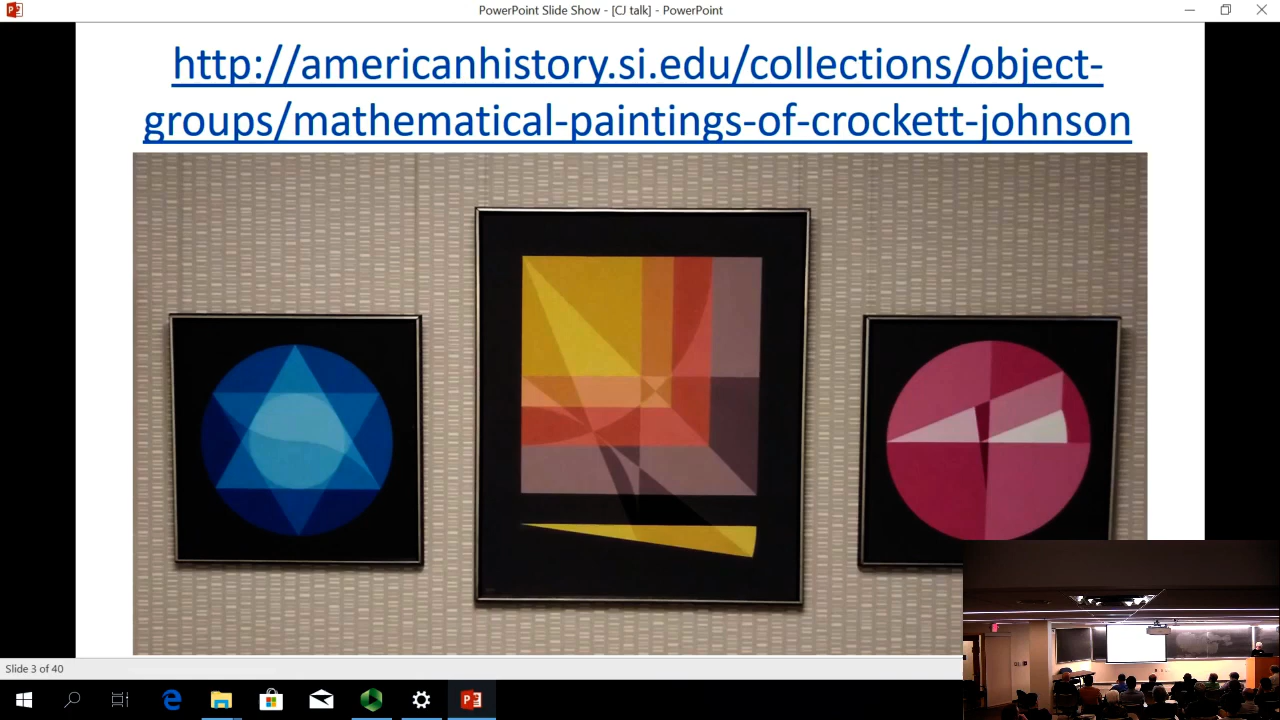 PowerPoint Slide Show - [CJ talk] - PowerPoint
http://americanhistory.si.edu/collections/object-
groups/mathematical-paintings-of-crockett-johnson
Slide 3 of 40